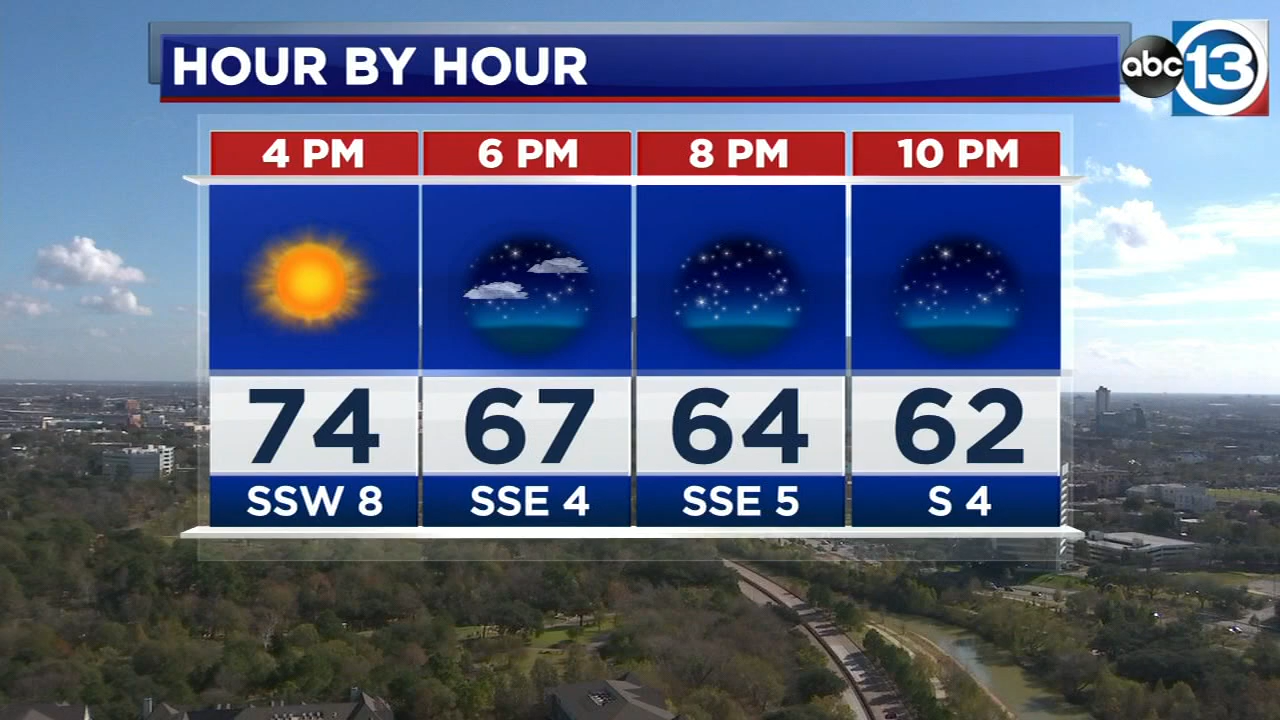 HOUR BY HOUR
abc 13
4 PM 6 PM 8 PM 10 PM
74 67 64 62
SSW 8 SSE 4 SSE 5 S 4